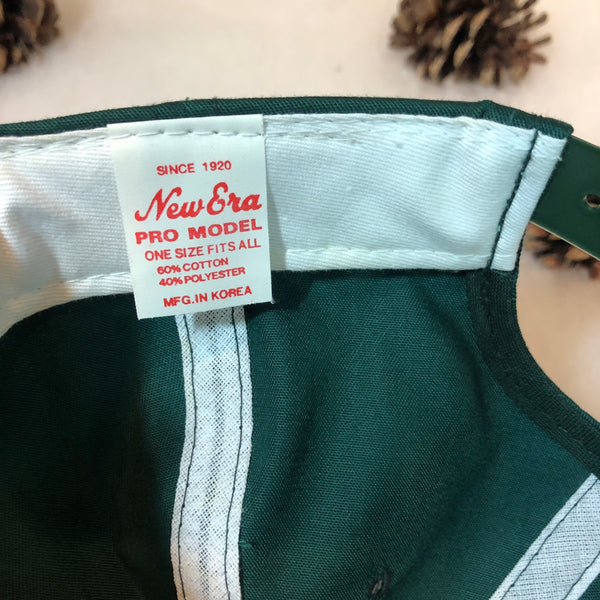 SINCE 1920
New Era
PRO MODEL
ONE SIZE FITS ALL
60% COTTON
40% POLYESTER
MFG.IN KOREA